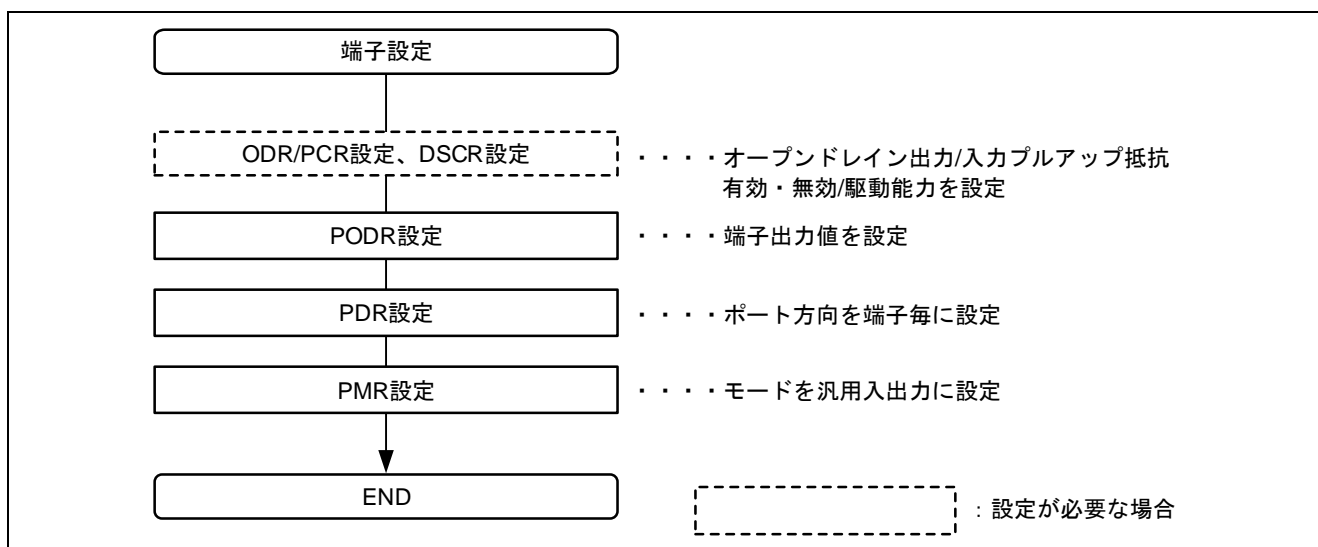 端子設定
ODR/PCR設定、DSCR設定
・・・・オープンドレイン出力/入力プルアップ抵抗
有効・無効/駆動能力を設定
PODR設定
・・・・端子出力値を設定
PDR設定
・・・・ポート方向を端子毎に設定
PMR設定
・・・・モードを汎用入出力に設定
END
：設定が必要な場合